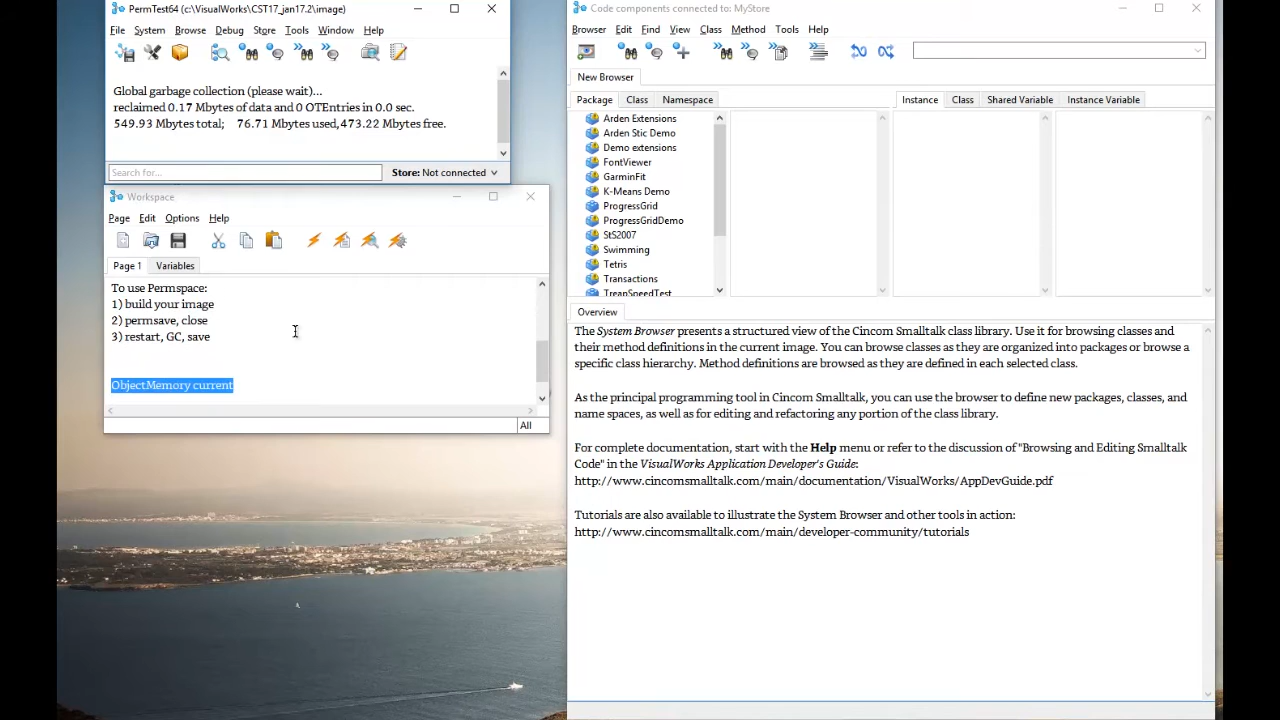 PermTest64 (c:\VisualWorks\CST17_jan17.2\image)
File System Browse Debug Store Tools Window Help
Global garbage collection (please wait)...
reclaimed 0.17 Mbytes of data and 0 OTEntries in 0.0 sec.
549.93 Mbytes total; 76.71 Mbytes used,473.22 Mbytes free.
Search for...
Store: Not connected
Workspace
Page Edit Options Help
Page 1 Variables
To use Permspace:
1) build your image
2) permsave, close
3) restart, GC, save
ObjectMemory current
All
Code components connected to: MyStore
Browser Edit Find View Class Method Tools Help
New Browser
Package Class Namespace
Instance Class Shared Variable Instance Variable
Arden Extensions
Arden Stic Demo
Demo extensions
FontViewer
GarminFit
K-Means Demo
ProgressGrid
ProgressGridDemo
StS2007
Swimming
Tetris
Transactions
TreapSpeedTest
Overview
The System Browser presents a structured view of the Cincom Smalltalk class library. Use it for browsing classes and
their method definitions in the current image. You can browse classes as they are organized into packages or browse a
specific class hierarchy. Method definitions are browsed as they are defined in each selected class.
As the principal programming tool in Cincom Smalltalk, you can use the browser to define new packages, classes, and
name spaces, as well as for editing and refactoring any portion of the class library.
For complete documentation, start with the Help menu or refer to the discussion of "Browsing and Editing Smalltalk
Code" in the VisualWorks Application Developer's Guide:
http://www.cincomsmalltalk.com/main/documentation/VisualWorks/AppDevGuide.pdf
Tutorials are also available to illustrate the System Browser and other tools in action:
http://www.cincomsmalltalk.com/main/developer-community/tutorials